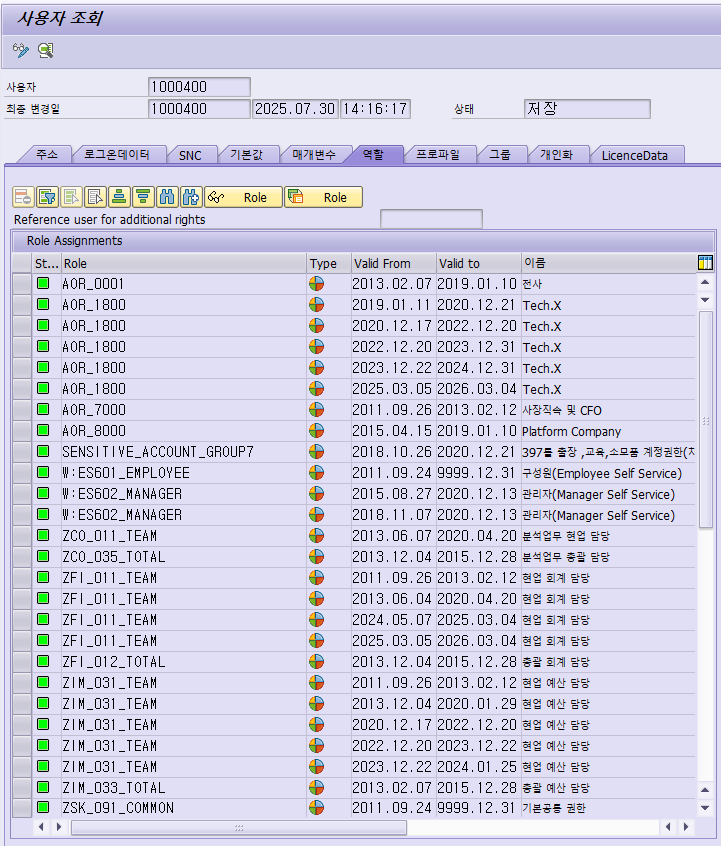 사용자 조회
사용자 1000400
최종 변경일 1000400 2025.07.30 14:16:17 상태 저장
주소 로그온데이터 SNC 기본값 매개변수 역할 프로파일 그룹 개인화 LicenceData
Role Role
Reference user for additional rights
Role Assignments
St... Role Type Valid From Valid to 이름
AOR_0001 2013.02.07 2019.01.10 전사
AOR_1800 2019.01.11 2020.12.21 Tech.X
AOR_1800 2020.12.17 2022.12.20 Tech.X
AOR_1800 2022.12.20 2023.12.31 Tech.X
AOR_1800 2023.12.22 2024.12.31 Tech.X
AOR_1800 2025.03.05 2026.03.04 Tech.X
AOR_7000 2011.09.26 2013.02.12 사장직속 및 CFO
AOR_8000 2015.04.15 2019.01.10 Platform Company
SENSITIVE_ACCOUNT_GROUP7 2018.10.26 2020.12.21 397를 출장 ,교육,소모품 계정권한(차
W:ES601_EMPLOYEE 2011.09.24 9999.12.31 구성원(Employee Self Service)
W:ES602_MANAGER 2015.08.27 2020.12.13 관리자(Manager Self Service)
W:ES602_MANAGER 2018.11.07 2020.12.13 관리자(Manager Self Service)
ZCO_011_TEAM 2013.06.07 2020.04.20 분석업무 현업 담당
ZCO_035_TOTAL 2013.12.04 2015.12.28 분석업무 총괄 담당
ZFI_011_TEAM 2011.09.26 2013.02.12 현업 회계 담당
ZFI_011_TEAM 2013.06.04 2020.04.20 현업 회계 담당
ZFI_011_TEAM 2024.05.07 2025.03.04 현업 회계 담당
ZFI_011_TEAM 2025.03.05 2026.03.04 현업 회계 담당
ZFI_012_TOTAL 2013.12.04 2015.12.28 총괄 회계 담당
ZIM_031_TEAM 2011.09.26 2013.02.12 현업 예산 담당
ZIM_031_TEAM 2013.12.04 2020.01.29 현업 예산 담당
ZIM_031_TEAM 2020.12.17 2022.12.20 현업 예산 담당
ZIM_031_TEAM 2022.12.20 2023.12.22 현업 예산 담당
ZIM_031_TEAM 2023.12.22 2024.01.25 현업 예산 담당
ZIM_033_TOTAL 2013.02.07 2015.12.28 총괄 예산 담당
ZSK_091_COMMON 2011.09.24 9999.12.31 기본공통 권한